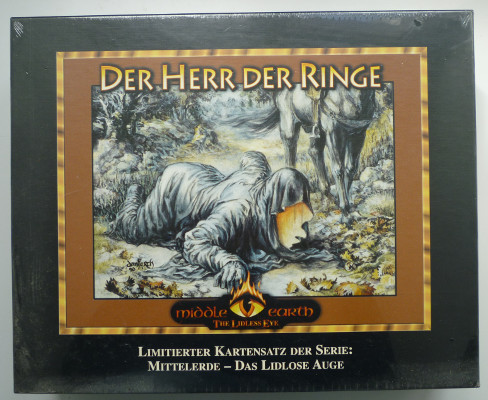 DER HERR DER RINGE
MIDDLE EARTH
THE LIDLESS EYE
LIMITIERTER KARTENSATZ DER SERIE:
MITTELERDE – DAS LIDLOSE AUGE